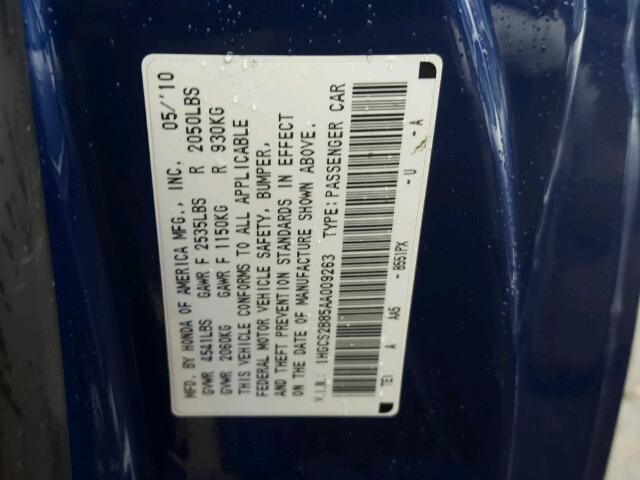 MFD. BY HONDA OF AMERICA MFG., INC. 05/'10
GVWR 4541LBS GAWR F 2535LBS R 2050LBS
GVWR 2060KG GAWR F 1150KG R 930KG
THIS VEHICLE CONFORMS TO ALL APPLICABLE
FEDERAL MOTOR VEHICLE SAFETY, BUMPER,
AND THEFT PREVENTION STANDARDS IN EFFECT
ON THE DATE OF MANUFACTURE SHOWN ABOVE.
V.I.N.: 1HGCS2B85AA009263 TYPE: PASSENGER CAR
TE1 A AA5 - B551PX - U - A